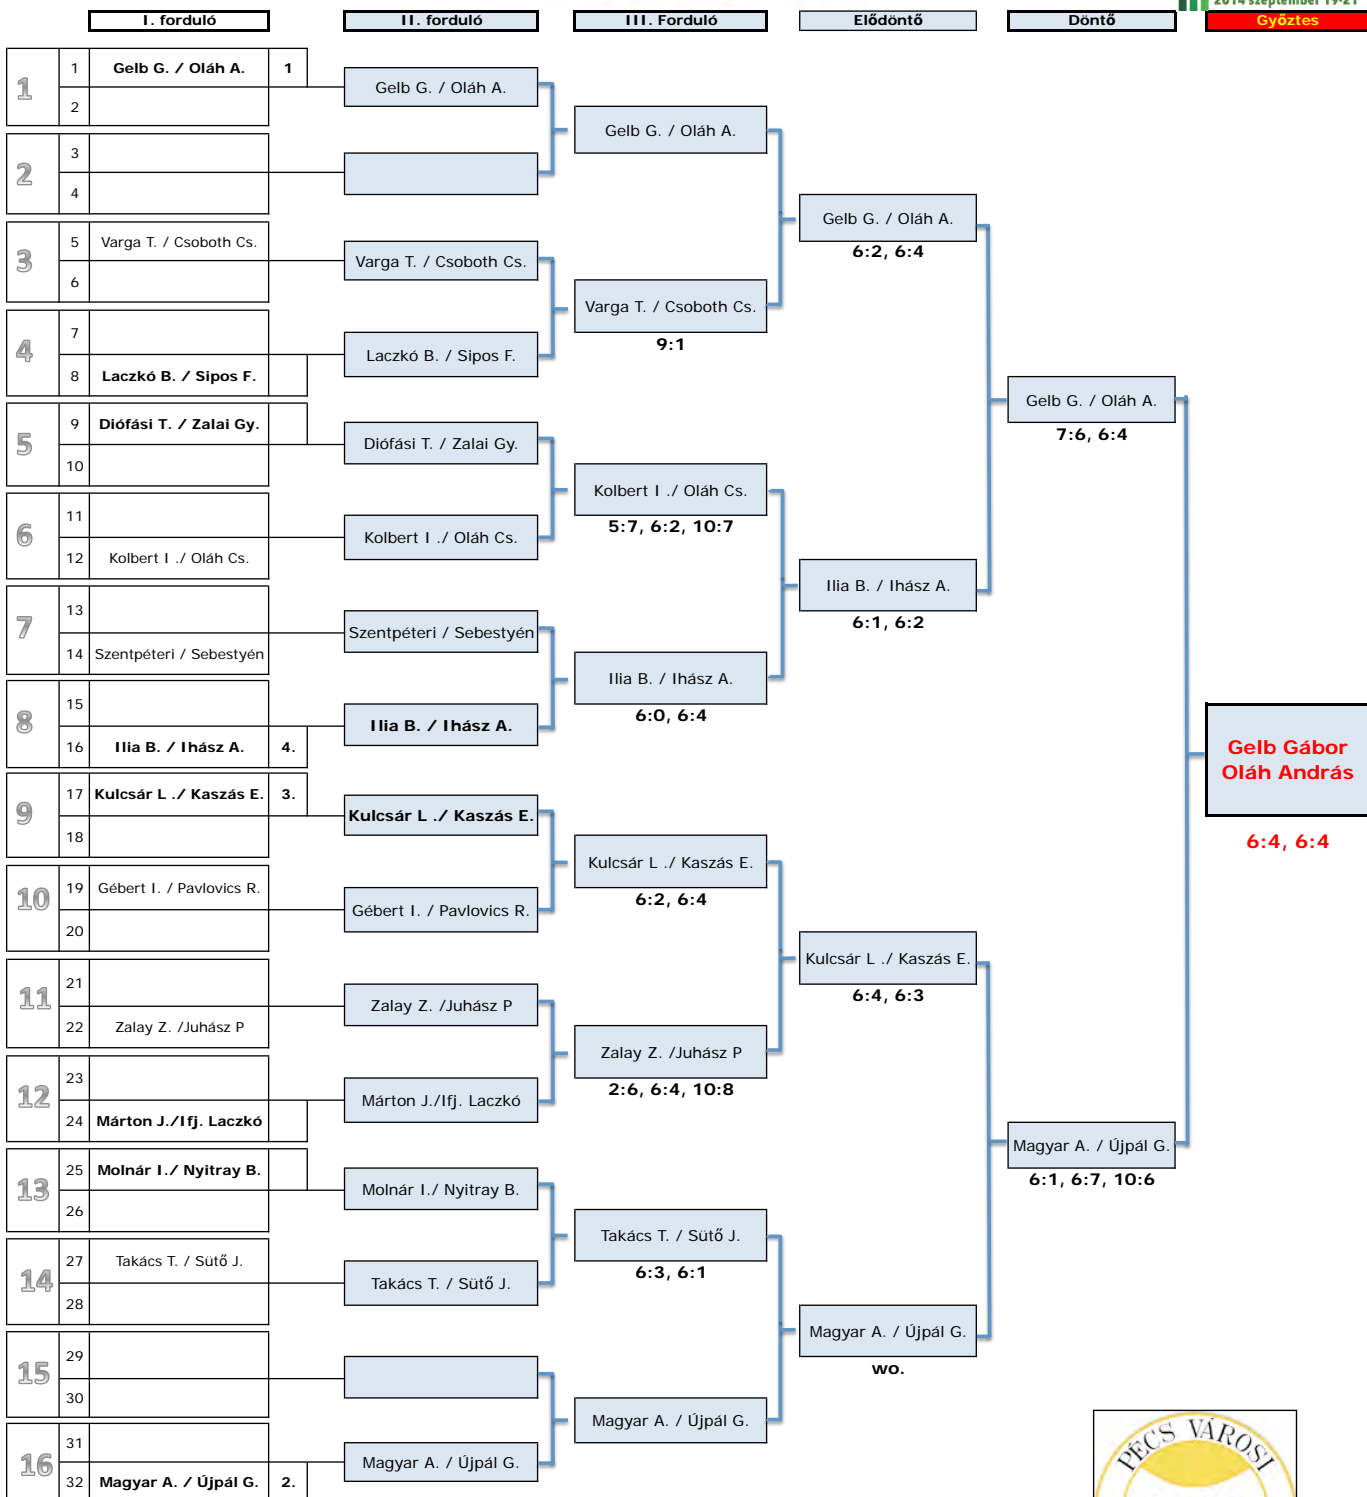 2014 szeptember 19-21
I. forduló
II. forduló
III. Forduló
Elődöntő
Döntő
Győztes
1
1 Gelb G. / Oláh A. 1
2
2
3
4
3
5 Varga T. / Csoboth Cs.
6
4
7
8 Laczkó B. / Sipos F.
5
9 Diófási T. / Zalai Gy.
10
6
11
12 Kolbert I ./ Oláh Cs.
7
13
14 Szentpéteri / Sebestyén
8
15
16 Ilia B. / Ihász A. 4.
9
17 Kulcsár L ./ Kaszás E. 3.
18
10
19 Gébert I. / Pavlovics R.
20
11
21
22 Zalay Z. /Juhász P
12
23
24 Márton J./Ifj. Laczkó
13
25 Molnár I./ Nyitray B.
26
14
27 Takács T. / Sütő J.
28
15
29
30
16
31
32 Magyar A. / Újpál G. 2.
Gelb G. / Oláh A.
Varga T. / Csoboth Cs.
Laczkó B. / Sipos F.
Diófási T. / Zalai Gy.
Kolbert I ./ Oláh Cs.
Szentpéteri / Sebestyén
Ilia B. / Ihász A.
Kulcsár L ./ Kaszás E.
Gébert I. / Pavlovics R.
Zalay Z. /Juhász P
Márton J./Ifj. Laczkó
Molnár I./ Nyitray B.
Takács T. / Sütő J.
Magyar A. / Újpál G.
Gelb G. / Oláh A.
Varga T. / Csoboth Cs.
9:1
Kolbert I ./ Oláh Cs.
5:7, 6:2, 10:7
Ilia B. / Ihász A.
6:0, 6:4
Kulcsár L ./ Kaszás E.
6:2, 6:4
Zalay Z. /Juhász P
2:6, 6:4, 10:8
Takács T. / Sütő J.
6:3, 6:1
Magyar A. / Újpál G.
Gelb G. / Oláh A.
6:2, 6:4
Ilia B. / Ihász A.
6:1, 6:2
Kulcsár L ./ Kaszás E.
6:4, 6:3
Magyar A. / Újpál G.
wo.
Gelb G. / Oláh A.
7:6, 6:4
Magyar A. / Újpál G.
6:1, 6:7, 10:6
Gelb Gábor
Oláh András
6:4, 6:4
PÉCS VÁROSI